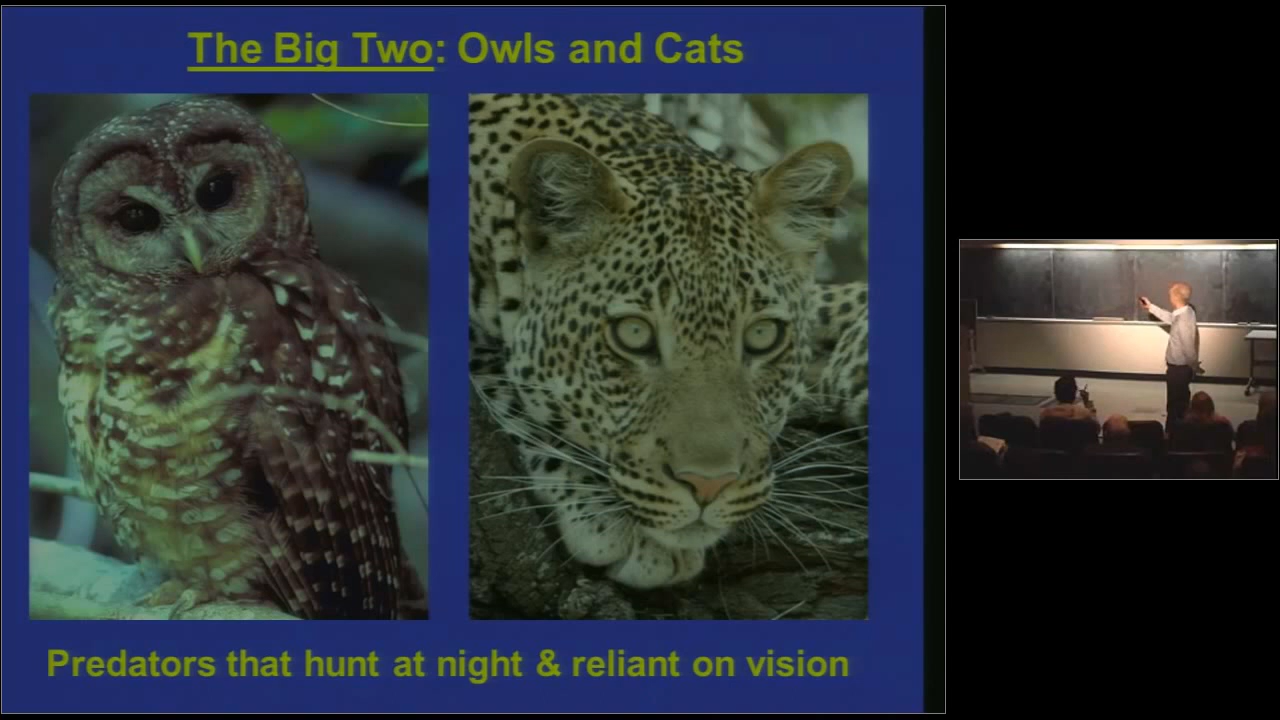 The Big Two: Owls and Cats
Predators that hunt at night & reliant on vision